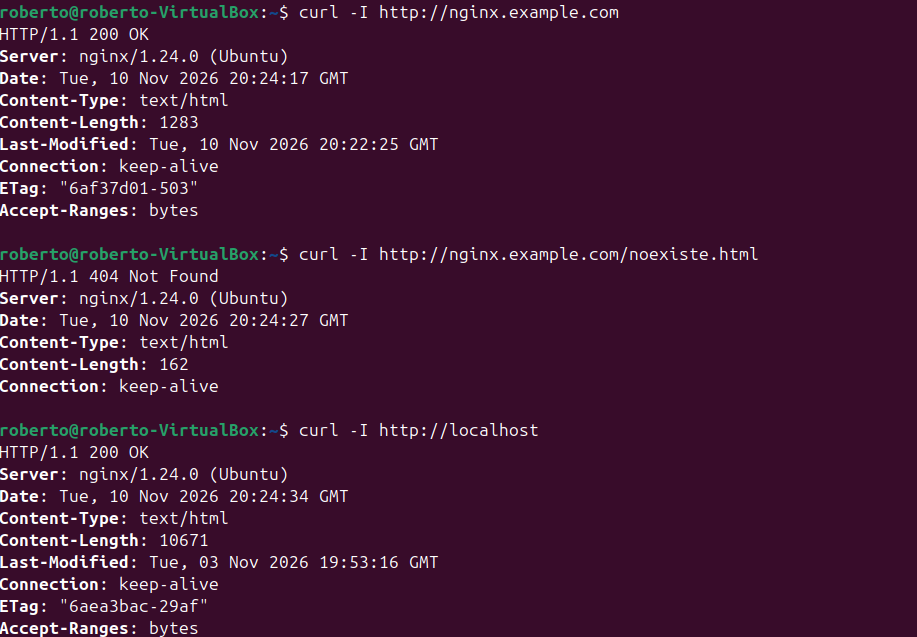 roberto@roberto-VirtualBox:~$ curl -I http://nginx.example.com
HTTP/1.1 200 OK
Server: nginx/1.24.0 (Ubuntu)
Date: Tue, 10 Nov 2026 20:24:17 GMT
Content-Type: text/html
Content-Length: 1283
Last-Modified: Tue, 10 Nov 2026 20:22:25 GMT
Connection: keep-alive
ETag: "6af37d01-503"
Accept-Ranges: bytes
roberto@roberto-VirtualBox:~$ curl -I http://nginx.example.com/noexiste.html
HTTP/1.1 404 Not Found
Server: nginx/1.24.0 (Ubuntu)
Date: Tue, 10 Nov 2026 20:24:27 GMT
Content-Type: text/html
Content-Length: 162
Connection: keep-alive
roberto@roberto-VirtualBox:~$ curl -I http://localhost
HTTP/1.1 200 OK
Server: nginx/1.24.0 (Ubuntu)
Date: Tue, 10 Nov 2026 20:24:34 GMT
Content-Type: text/html
Content-Length: 10671
Last-Modified: Tue, 03 Nov 2026 19:53:16 GMT
Connection: keep-alive
ETag: "6aea3bac-29af"
Accept-Ranges: bytes